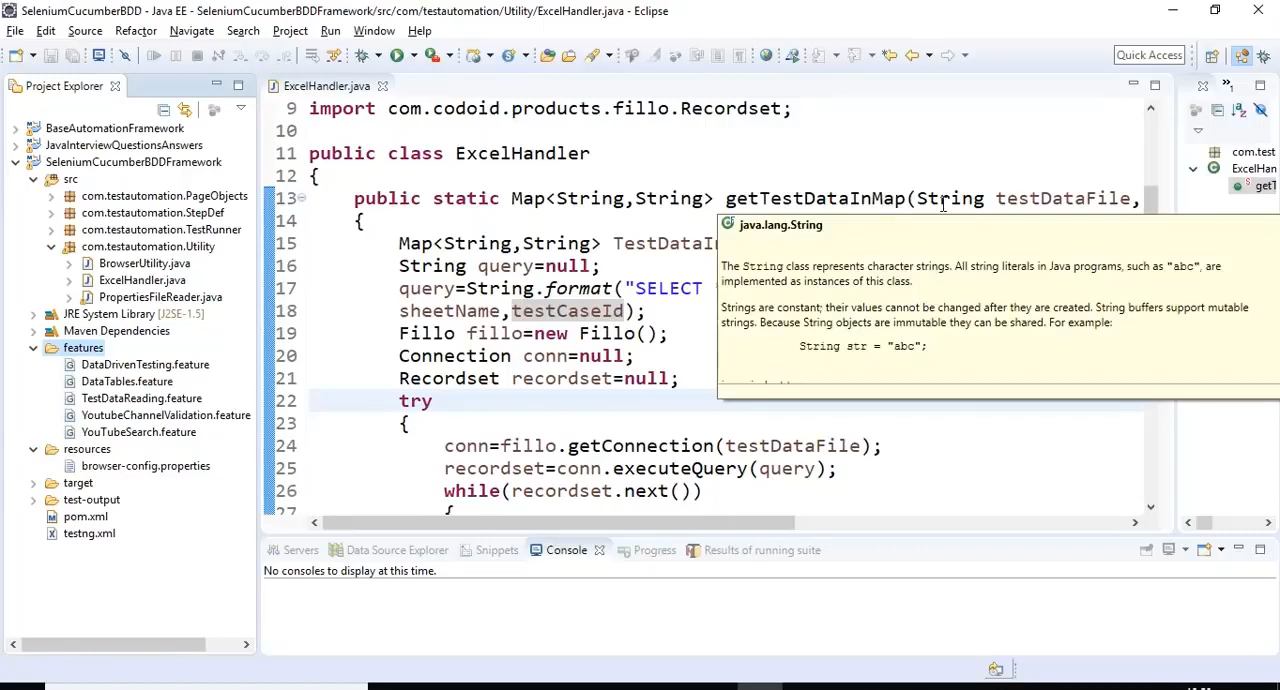 SeleniumCucumberBDD - Java EE - SeleniumCucumberBDDFramework/src/com/testautomation/Utility/ExcelHandler.java - Eclipse
File Edit Source Refactor Navigate Search Project Run Window Help
Quick Access
Project Explorer
BaseAutomationFramework
JavaInterviewQuestionsAnswers
SeleniumCucumberBDDFramework
src
com.testautomation.PageObjects
com.testautomation.StepDef
com.testautomation.TestRunner
com.testautomation.Utility
BrowserUtility.java
ExcelHandler.java
PropertiesFileReader.java
JRE System Library [J2SE-1.5]
Maven Dependencies
features
DataDrivenTesting.feature
DataTables.feature
TestDataReading.feature
YoutubeChannelValidation.feature
YouTubeSearch.feature
resources
browser-config.properties
target
test-output
pom.xml
testng.xml
ExcelHandler.java
9 import com.codoid.products.fillo.Recordset;
10
11 public class ExcelHandler
12 {
13 public static Map<String,String> getTestDataInMap(String testDataFile,
14 {
15 Map<String,String> TestDataIn
16 String query=null;
17 query=String.format("SELECT
18 sheetName,testCaseId);
19 Fillo fillo=new Fillo();
20 Connection conn=null;
21 Recordset recordset=null;
22 try
23 {
24 conn=fillo.getConnection(testDataFile);
25 recordset=conn.executeQuery(query);
26 while(recordset.next())
27 {
java.lang.String
The String class represents character strings. All string literals in Java programs, such as "abc", are
implemented as instances of this class.
Strings are constant; their values cannot be changed after they are created. String buffers support mutable
strings. Because String objects are immutable they can be shared. For example:
String str = "abc";
com.test
ExcelHan
getT
Servers Data Source Explorer Snippets Console Progress Results of running suite
No consoles to display at this time.